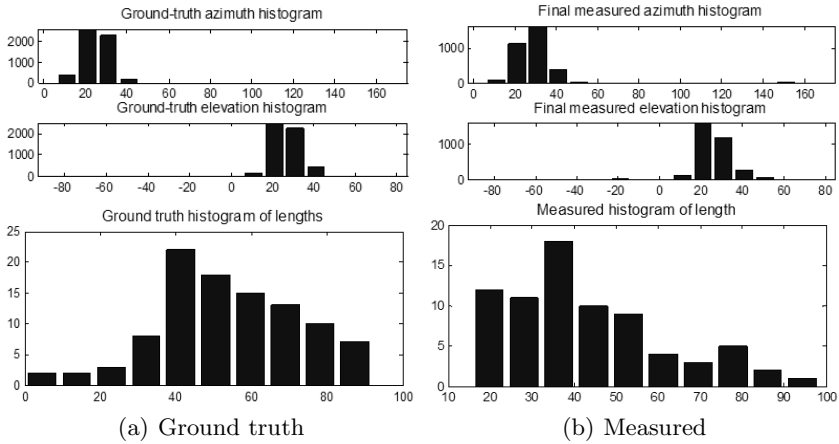 Ground-truth azimuth histogram
2000
1000
0
0 20 40 60 80 100 120 140 160
Ground-truth elevation histogram
2000
1000
0
-80 -60 -40 -20 0 20 40 60 80
Ground truth histogram of lengths
25
20
15
10
5
0
0 20 40 60 80 100
(a) Ground truth
Final measured azimuth histogram
1000
0
0 20 40 60 80 100 120 140 160
Final measured elevation histogram
1000
0
-80 -60 -40 -20 0 20 40 60 80
Measured histogram of length
20
15
10
5
0
10 20 30 40 50 60 70 80 90 100
(b) Measured